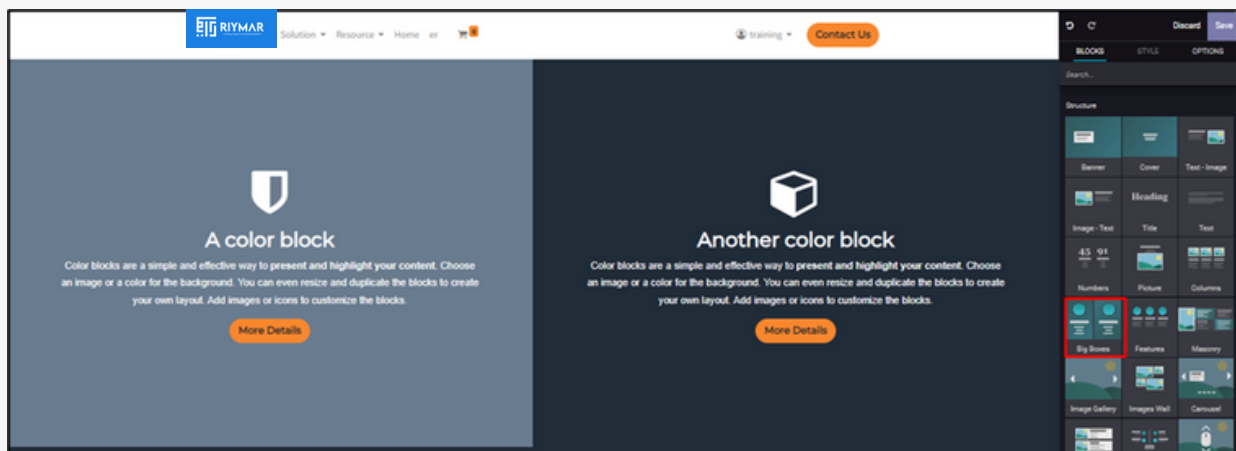 RIYMAR
Solution Resource Home er
training
Contact Us
Discard Save
BLOCKS STYLE OPTIONS
Search...
Structure
Banner Cover Text - Image
Heading
Image - Text Title Text
45 91
Numbers Picture Columns
Big Boxes Features Masonry
Image Gallery Images Wall Carousel
A color block
Color blocks are a simple and effective way to present and highlight your content. Choose
an image or a color for the background. You can even resize and duplicate the blocks to create
your own layout. Add images or icons to customize the blocks.
More Details
Another color block
Color blocks are a simple and effective way to present and highlight your content. Choose
an image or a color for the background. You can even resize and duplicate the blocks to create
your own layout. Add images or icons to customize the blocks.
More Details